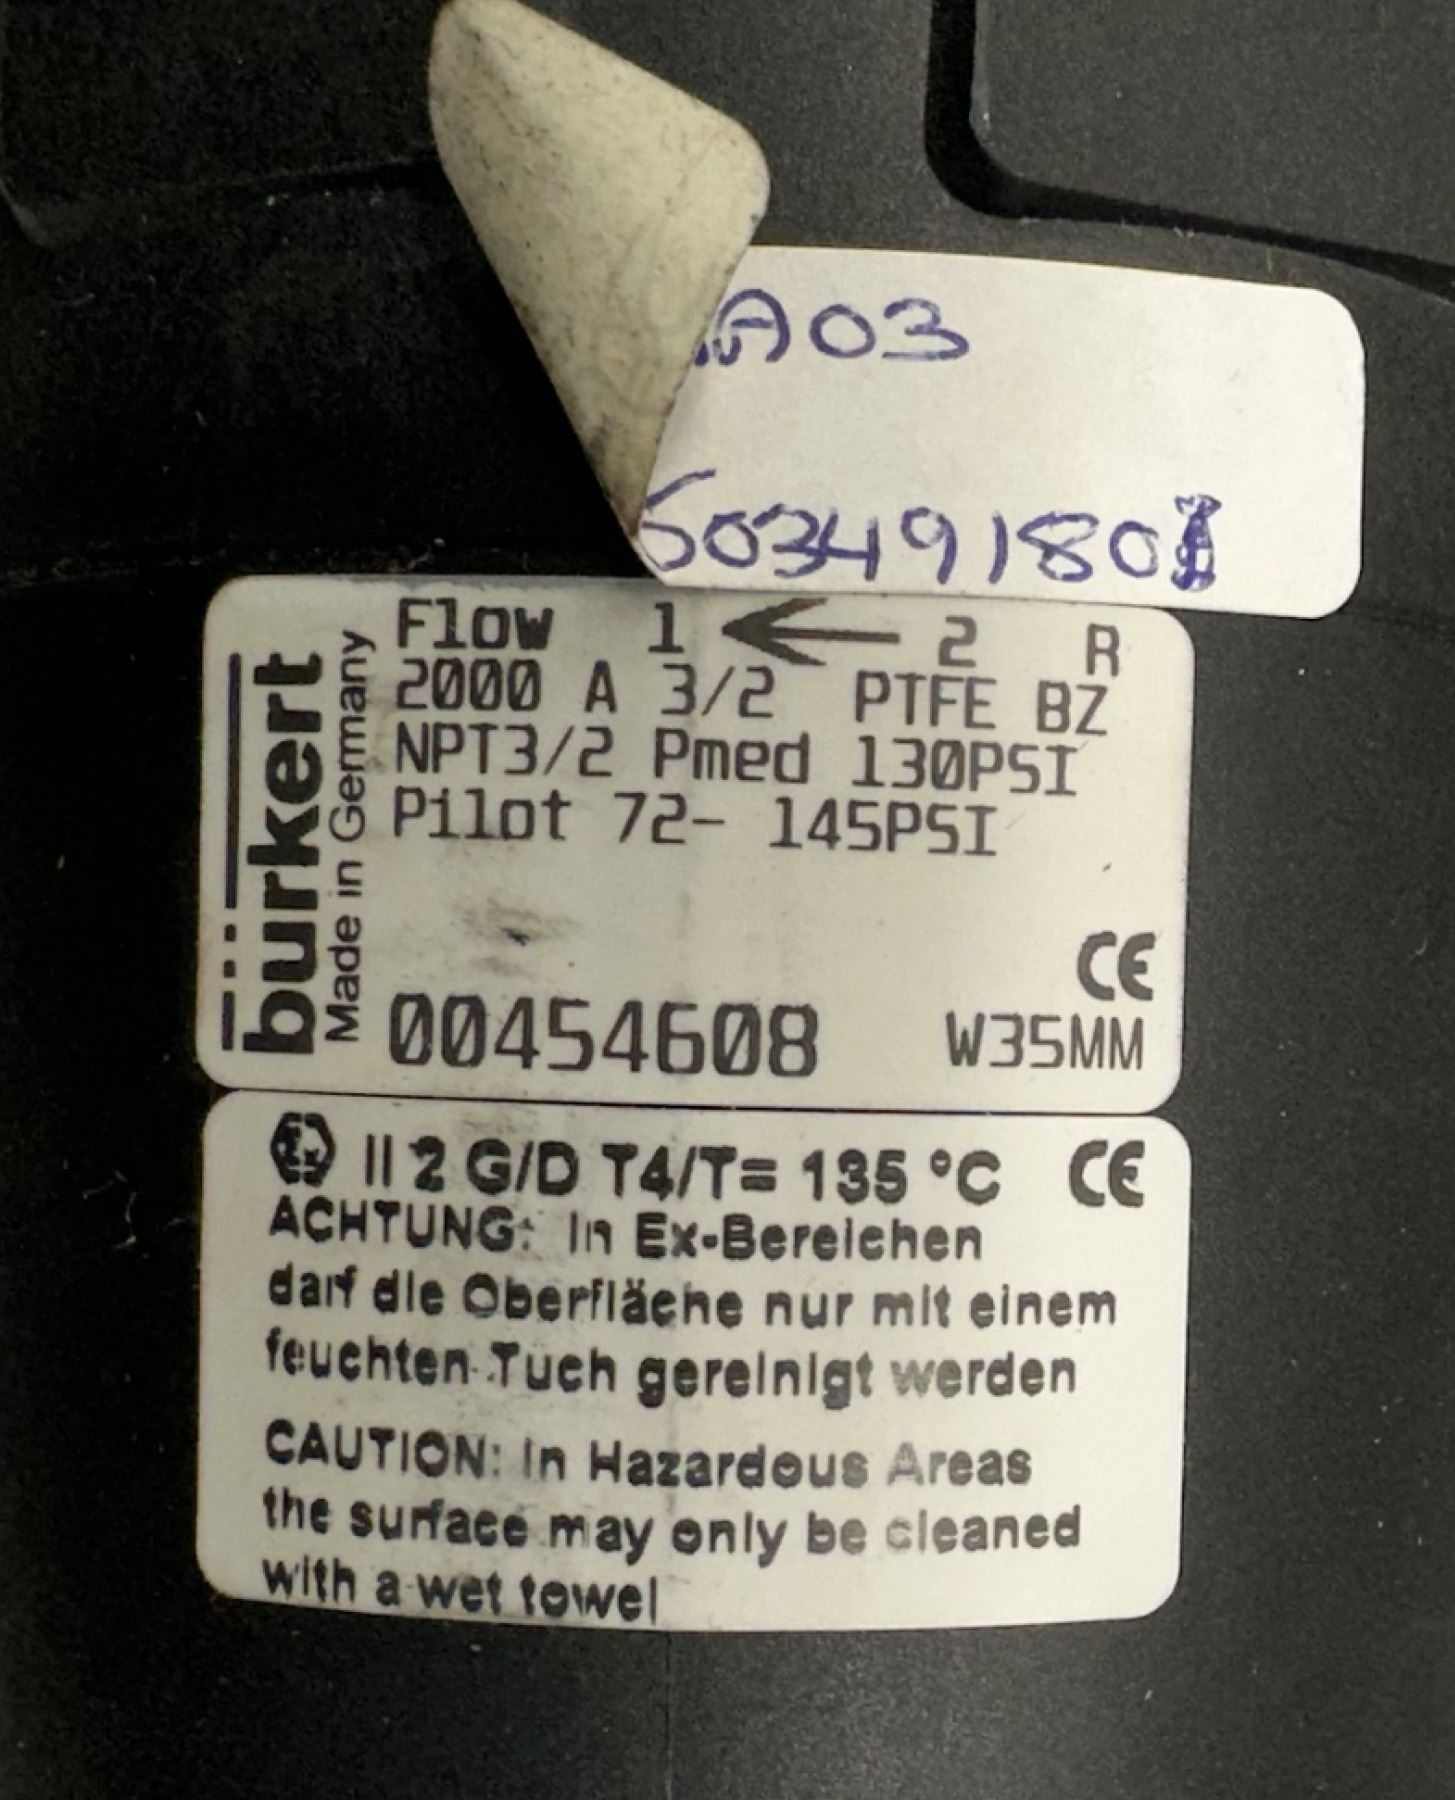 A03
503491801
Flow 1 ← 2 R
2000 A 3/2 PTFE BZ
NPT3/2 Pmed 130PSI
Pilot 72- 145PSI
CE
00454608 W35MM
bürkert
Made in Germany
Ex II 2 G/D T4/T= 135 °C CE
ACHTUNG: In Ex-Bereichen
darf die Oberfläche nur mit einem
feuchten Tuch gereinigt werden
CAUTION: In Hazardous Areas
the surface may only be cleaned
with a wet towel